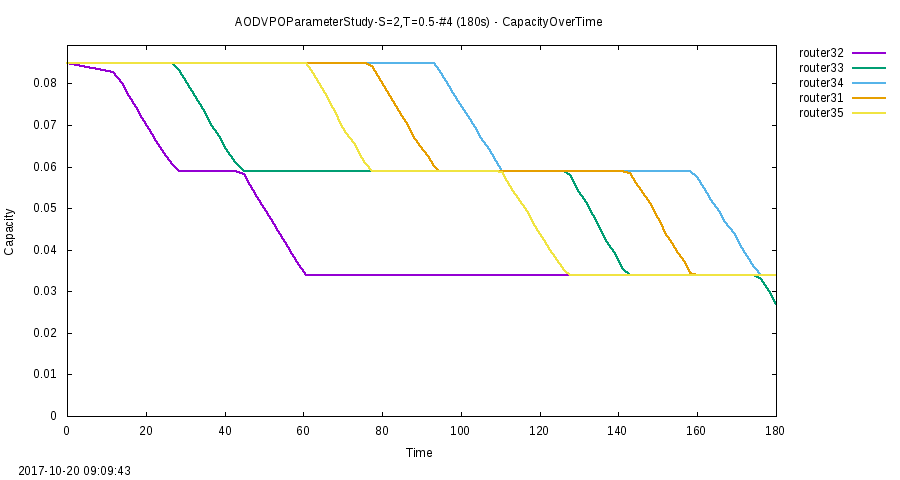 AODVPOParameterStudy-S=2,T=0.5-#4 (180s) - CapacityOverTime
router32
router33
router34
router31
router35
0.08
0.07
0.06
0.05
0.04
0.03
0.02
0.01
0
Capacity
0 20 40 60 80 100 120 140 160 180
Time
2017-10-20 09:09:43